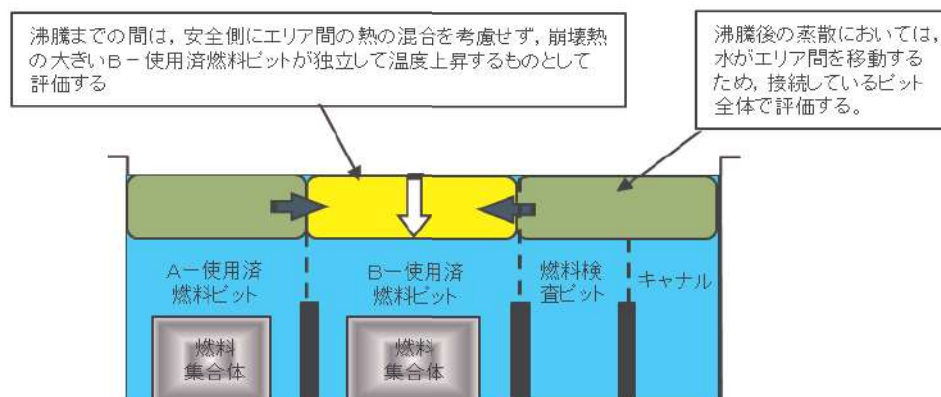 沸騰までの間は，安全側にエリア間の熱の混合を考慮せず，崩壊熱
の大きいB－使用済燃料ピットが独立して温度上昇するものとして
評価する
沸騰後の蒸散においては，
水がエリア間を移動する
ため，接続しているピット
全体で評価する。
A－使用済
燃料ピット
B－使用済
燃料ピット
燃料検
査ピット
キャナル
燃料
集合体
燃料
集合体